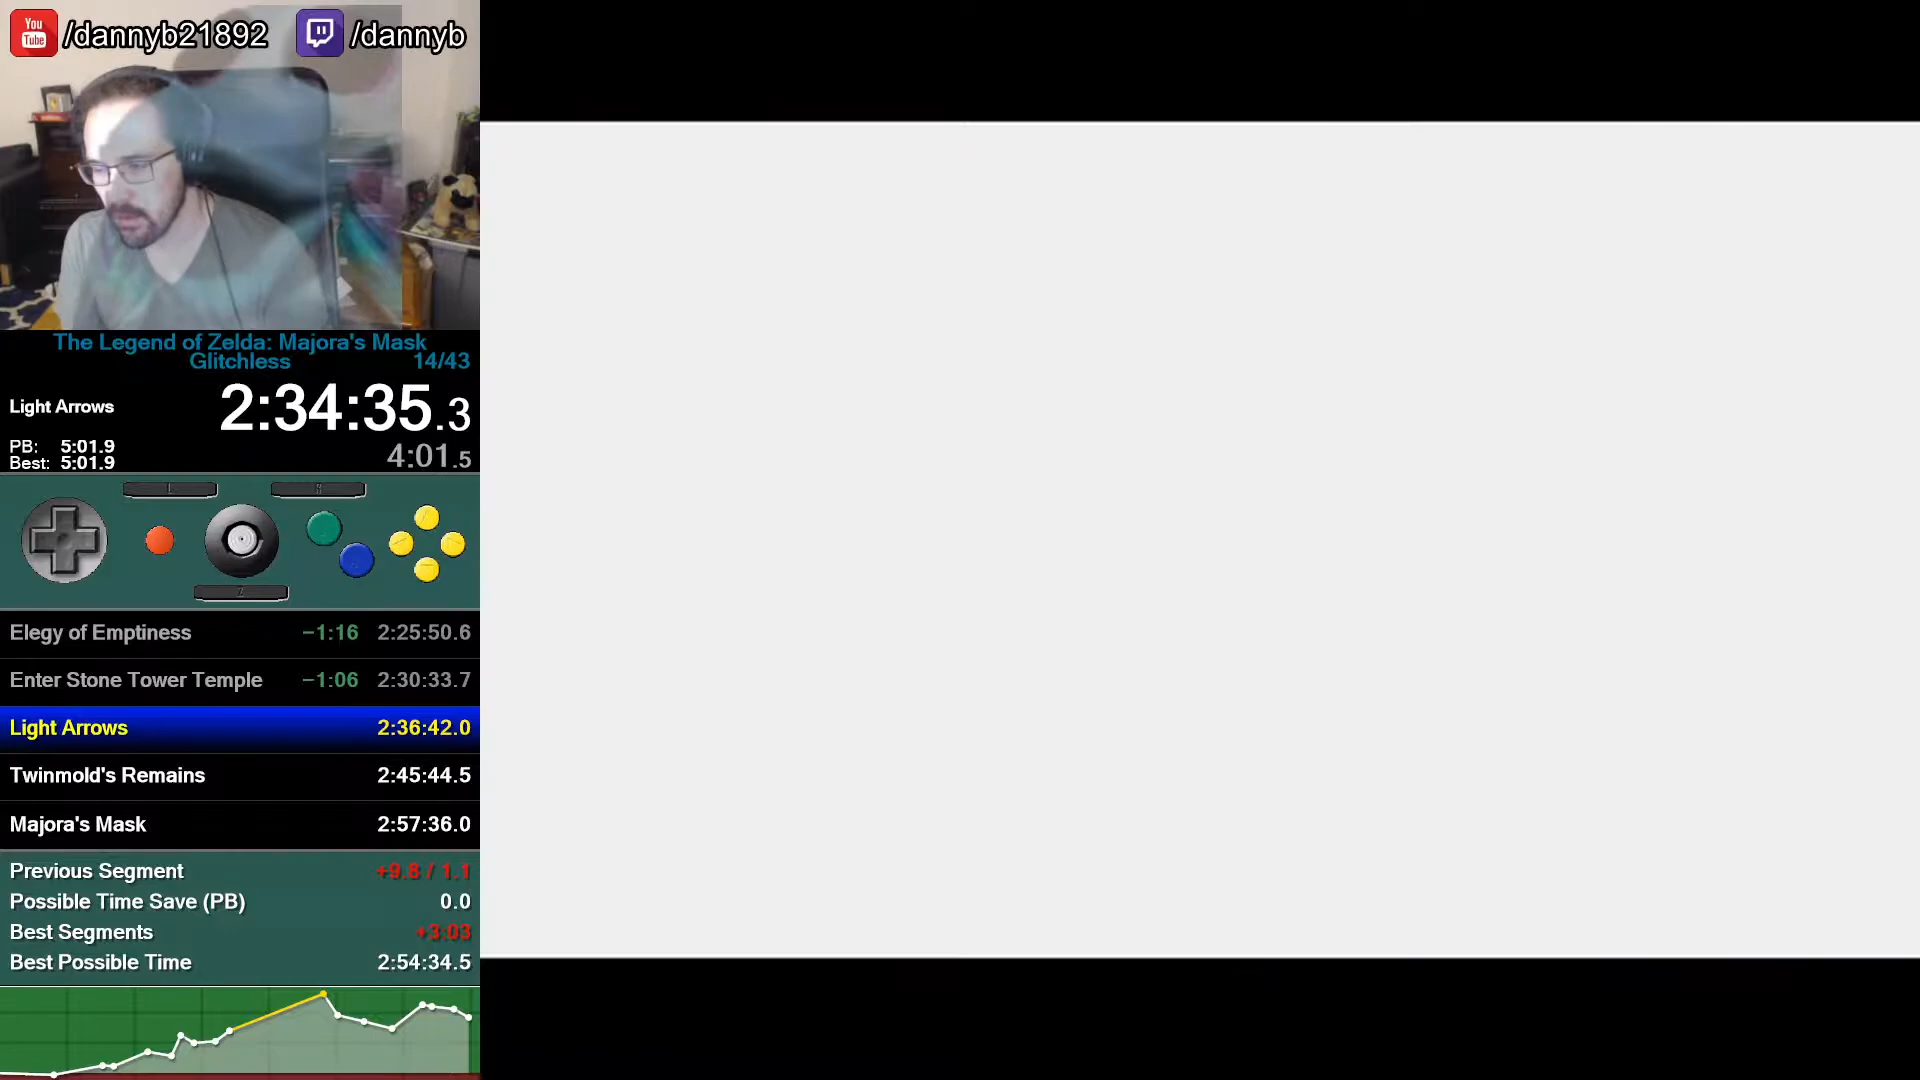 You Tube /dannyb21892 /dannyb
The Legend of Zelda: Majora's Mask
Glitchless 14/43
Light Arrows 2:34:35.3
PB: 5:01.9
Best: 5:01.9 4:01.5
L R
Z
Elegy of Emptiness −1:16 2:25:50.6
Enter Stone Tower Temple −1:06 2:30:33.7
Light Arrows 2:36:42.0
Twinmold's Remains 2:45:44.5
Majora's Mask 2:57:36.0
Previous Segment +9.8 / 1.1
Possible Time Save (PB) 0.0
Best Segments +3.03
Best Possible Time 2:54:34.5